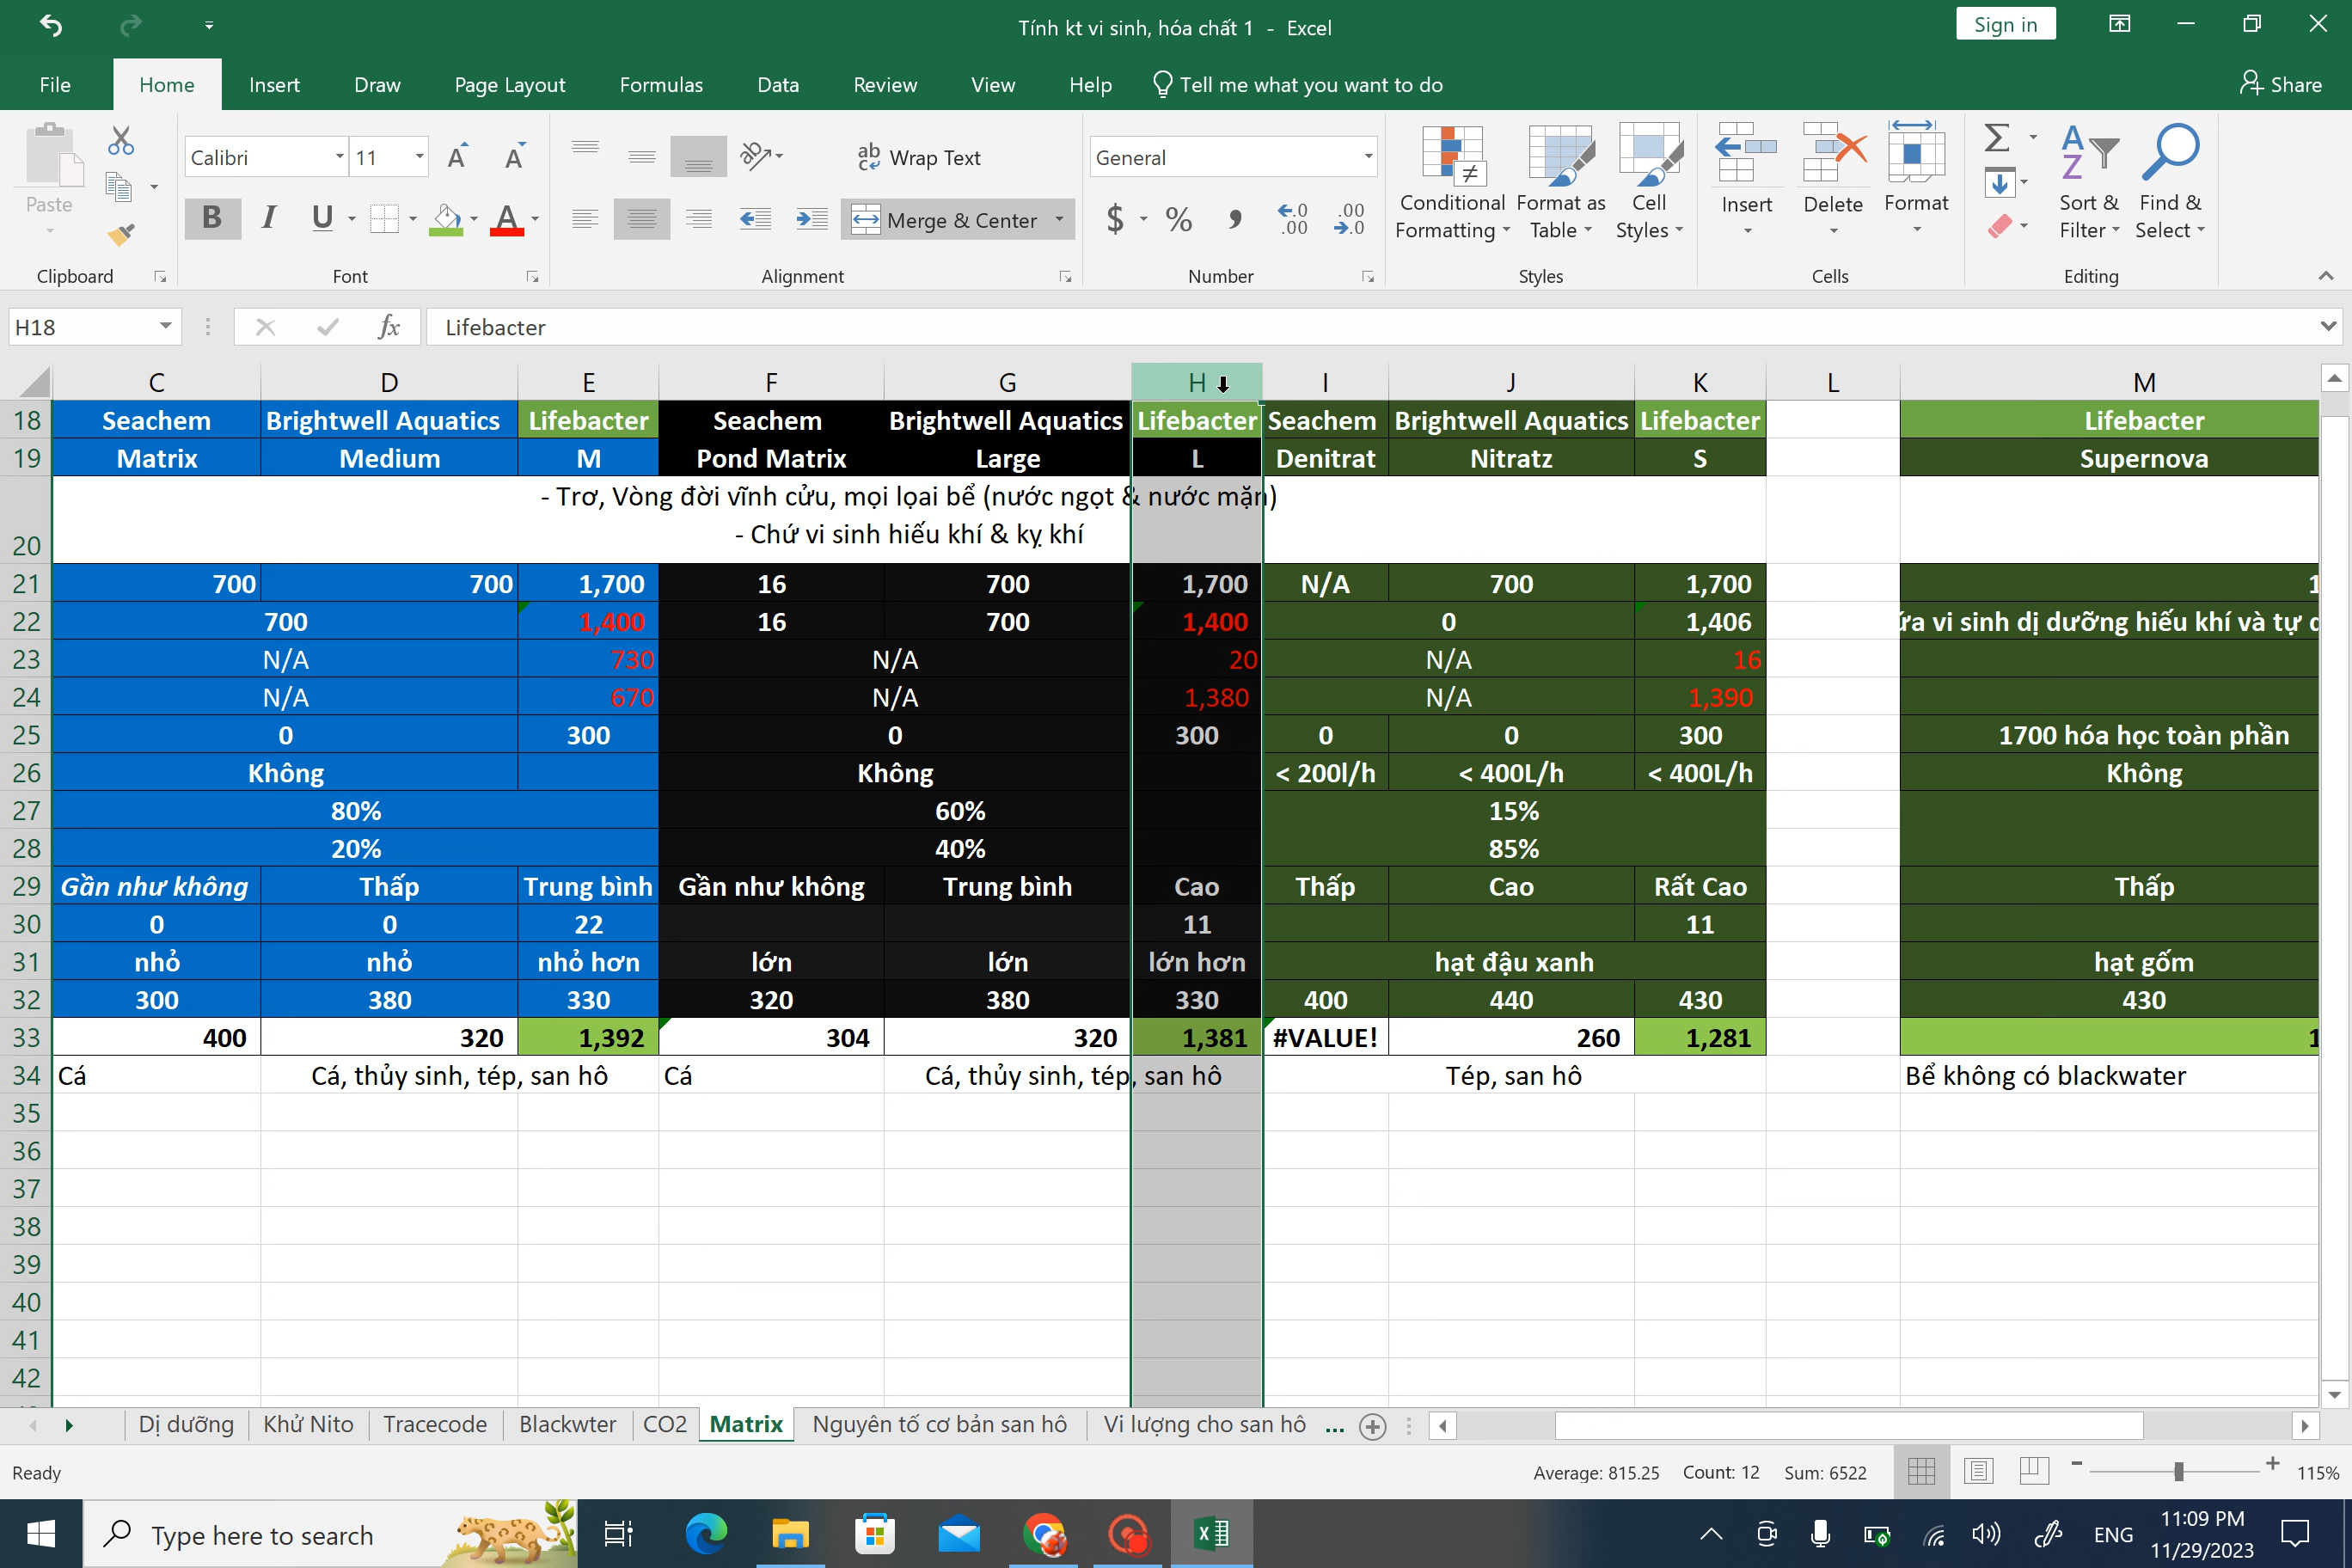 Tính kt vi sinh, hóa chất 1 - Excel
Sign in
File Home Insert Draw Page Layout Formulas Data Review View Help Tell me what you want to do Share
Paste
Calibri 11
Wrap Text
Merge & Center
General
Conditional Formatting
Format as Table
Cell Styles
Insert Delete Format
Sort & Filter
Find & Select
Clipboard Font Alignment Number Styles Cells Editing
H18 fx Lifebacter
C D E F G H I J K L M
18 Seachem Brightwell Aquatics Lifebacter Seachem Brightwell Aquatics Lifebacter Seachem Brightwell Aquatics Lifebacter Lifebacter
19 Matrix Medium M Pond Matrix Large L Denitrat Nitratz S Supernova
- Trơ, Vòng đời vĩnh cửu, mọi lọai bể (nước ngọt & nước mặn)
20 - Chứ vi sinh hiếu khí & kỵ khí
21 700 700 1,700 16 700 1,700 N/A 700 1,700 1
22 700 1,400 16 700 1,400 0 1,406 ứa vi sinh dị dưỡng hiếu khí và tự
23 N/A 730 N/A 20 N/A 16
24 N/A 670 N/A 1,380 N/A 1,390
25 0 300 0 300 0 0 300 1700 hóa học toàn phần
26 Không Không < 200l/h < 400L/h < 400L/h Không
27 80% 60% 15%
28 20% 40% 85%
29 Gần như không Thấp Trung bình Gần như không Trung bình Cao Thấp Cao Rất Cao Thấp
30 0 0 22 11 11
31 nhỏ nhỏ nhỏ hơn lớn lớn lớn hơn hạt đậu xanh hạt gốm
32 300 380 330 320 380 330 400 440 430 430
33 400 320 1,392 304 320 1,381 #VALUE! 260 1,281 1
34 Cá Cá, thủy sinh, tép, san hô Cá Cá, thủy sinh, tép, san hô Tép, san hô Bể không có blackwater
35
36
37
38
39
40
41
42
Dị dưỡng Khử Nito Tracecode Blackwter CO2 Matrix Nguyên tố cơ bản san hô Vi lượng cho san hô ...
Ready Average: 815.25 Count: 12 Sum: 6522 115%
Type here to search
ENG
11:09 PM
11/29/2023